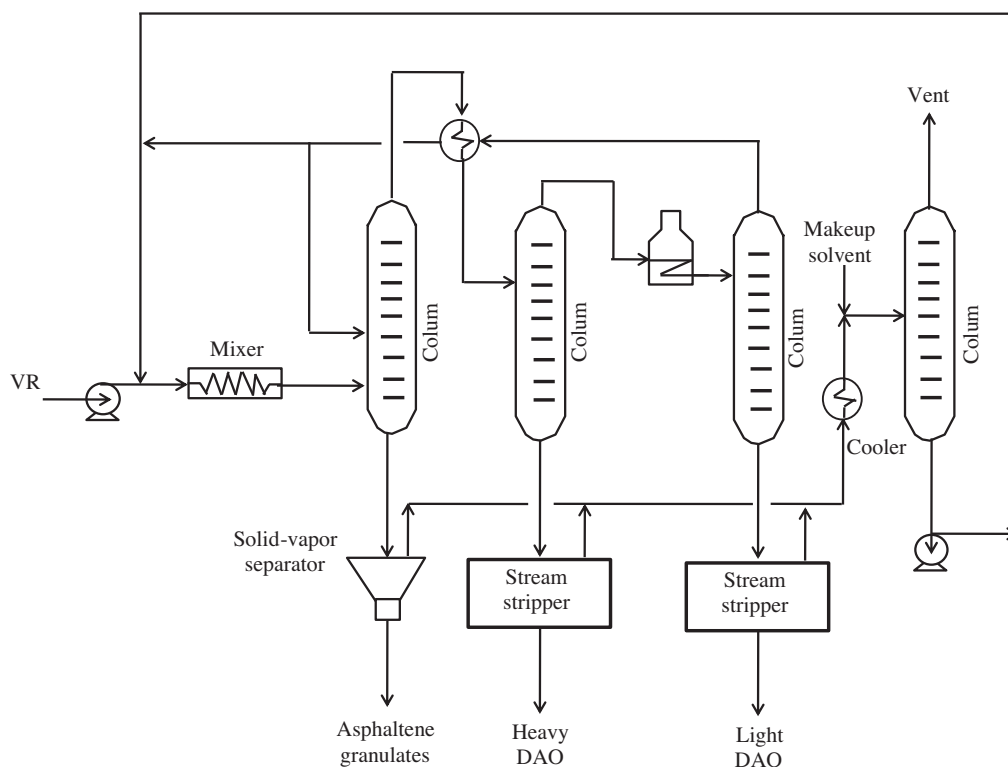 Vent
Makeup
solvent
Mixer
VR
Colum
Colum
Colum
Colum
Cooler
Solid-vapor
separator
Stream
stripper
Stream
stripper
Asphaltene
granulates
Heavy
DAO
Light
DAO